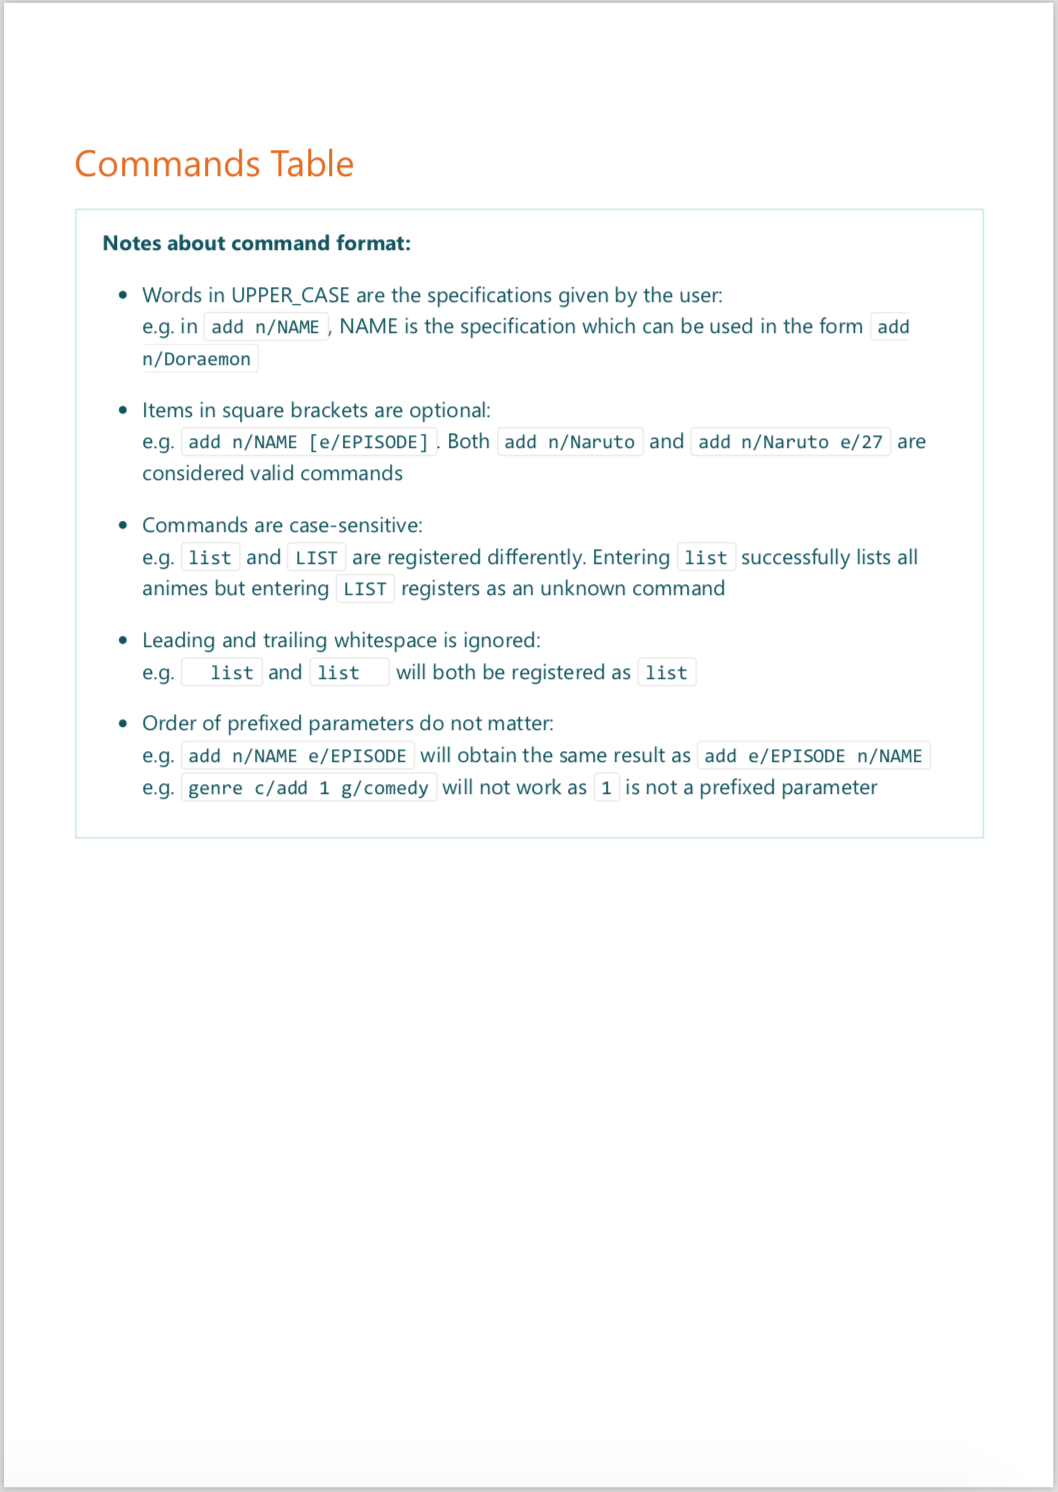 Commands Table
Notes about command format:
• Words in UPPER_CASE are the specifications given by the user:
e.g. in add n/NAME , NAME is the specification which can be used in the form add
n/Doraemon
• Items in square brackets are optional:
e.g. add n/NAME [e/EPISODE] . Both add n/Naruto and add n/Naruto e/27 are
considered valid commands
• Commands are case-sensitive:
e.g. list and LIST are registered differently. Entering list successfully lists all
animes but entering LIST registers as an unknown command
• Leading and trailing whitespace is ignored:
e.g.   list and list   will both be registered as list
• Order of prefixed parameters do not matter:
e.g. add n/NAME e/EPISODE will obtain the same result as add e/EPISODE n/NAME
e.g. genre c/add 1 g/comedy will not work as 1 is not a prefixed parameter